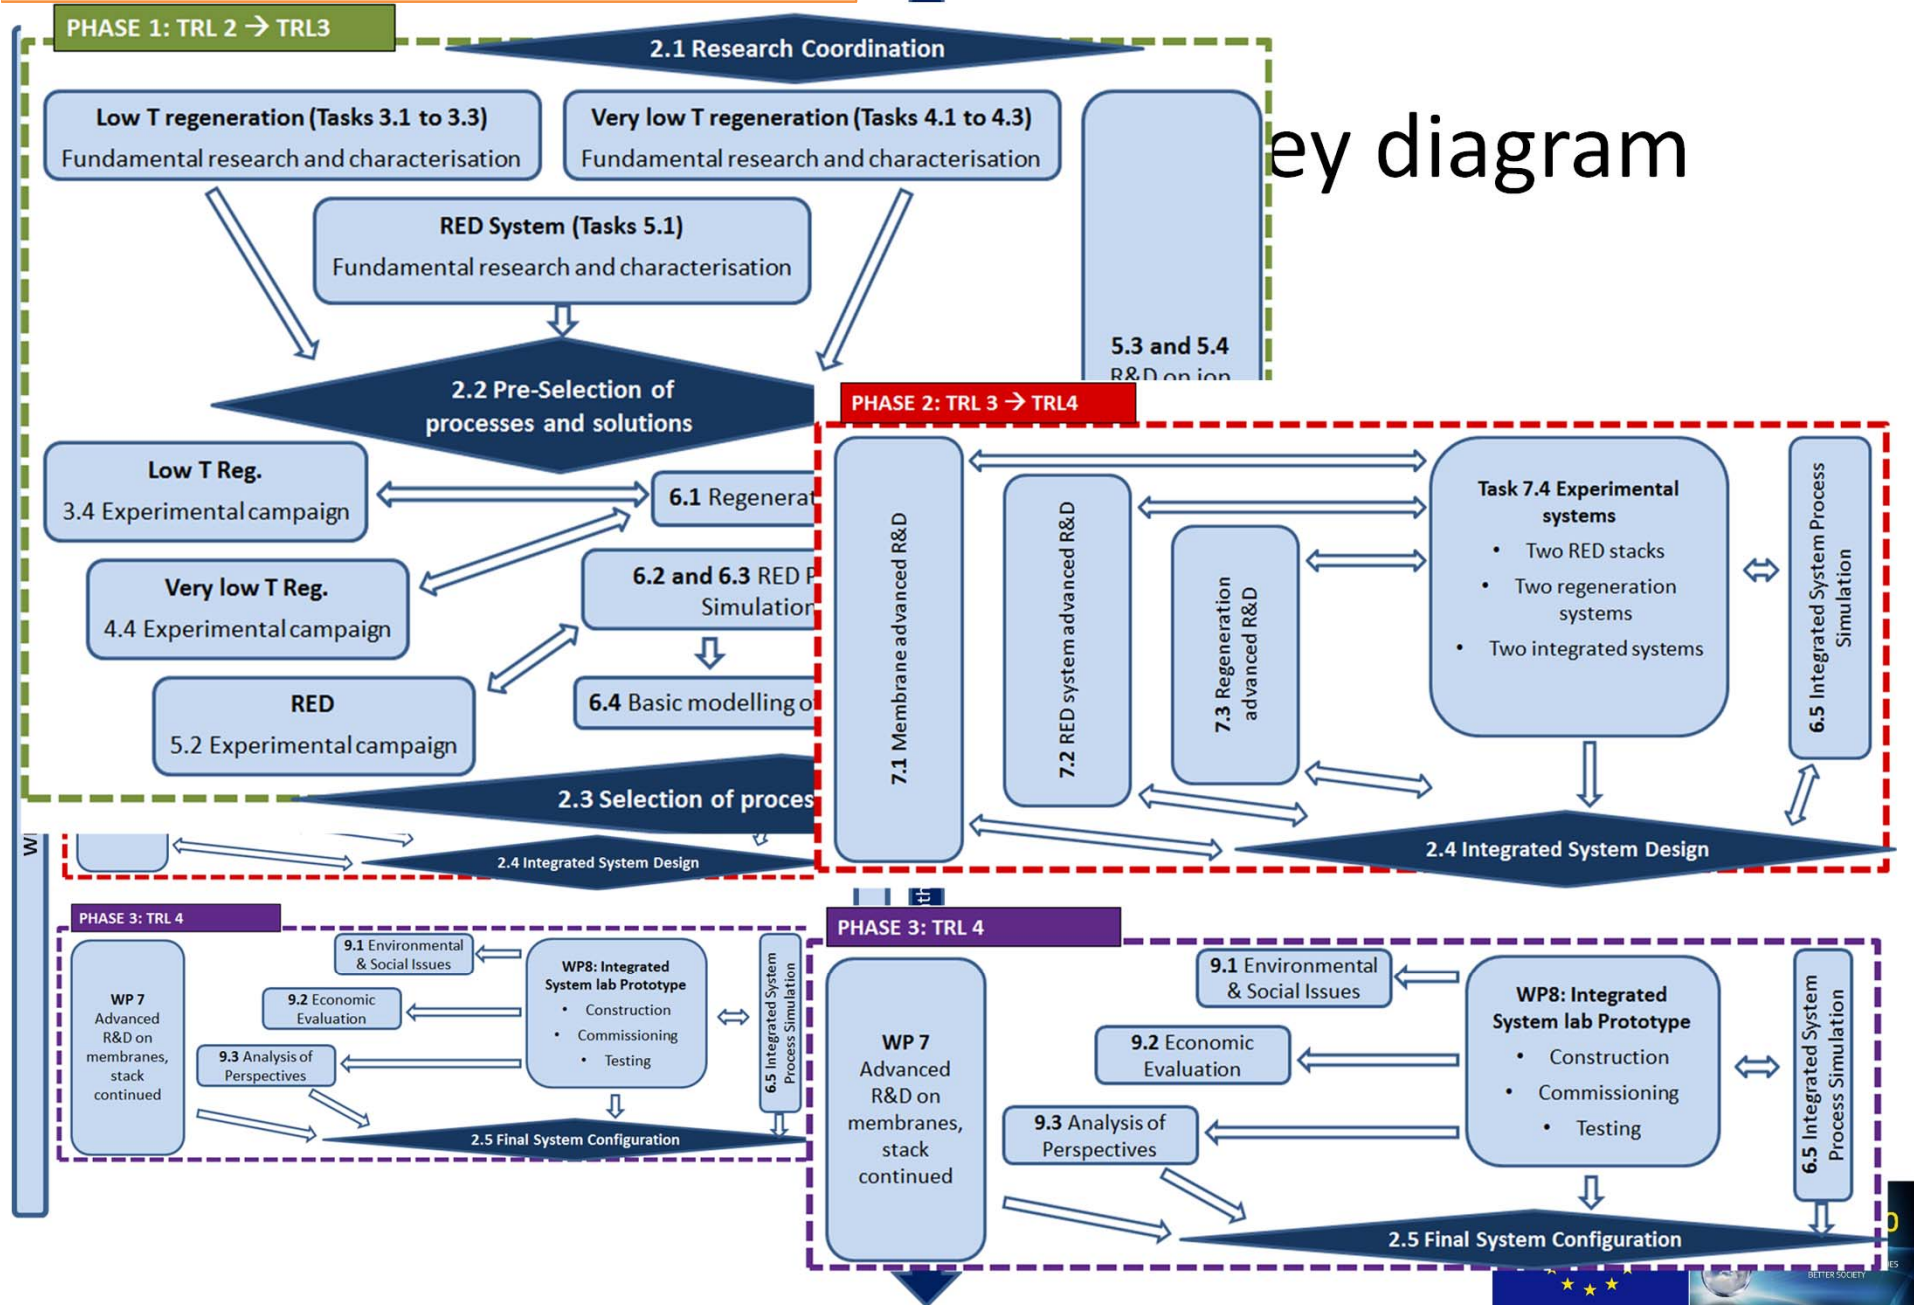 PHASE 1: TRL 2 → TRL3
2.1 Research Coordination
Low T regeneration (Tasks 3.1 to 3.3)
Fundamental research and characterisation
Very low T regeneration (Tasks 4.1 to 4.3)
Fundamental research and characterisation
ey diagram
RED System (Tasks 5.1)
Fundamental research and characterisation
5.3 and 5.4
R&D on ion
2.2 Pre-Selection of
processes and solutions
Low T Reg.
3.4 Experimental campaign
6.1 Regenerat
Very low T Reg.
4.4 Experimental campaign
6.2 and 6.3 RED P
Simulation
RED
5.2 Experimental campaign
6.4 Basic modelling o
2.3 Selection of proces
PHASE 2: TRL 3 → TRL4
7.1 Membrane advanced R&D
7.2 RED system advanced R&D
7.3 Regeneration
advanced R&D
Task 7.4 Experimental
systems
• Two RED stacks
• Two regeneration
systems
• Two integrated systems
6.5 Integrated System Process
Simulation
2.4 Integrated System Design
2.4 Integrated System Design
PHASE 3: TRL 4
WP 7
Advanced
R&D on
membranes,
stack
continued
9.1 Environmental
& Social Issues
9.2 Economic
Evaluation
9.3 Analysis of
Perspectives
WP8: Integrated
System lab Prototype
• Construction
• Commissioning
• Testing
6.5 Integrated System
Process Simulation
2.5 Final System Configuration
PHASE 3: TRL 4
WP 7
Advanced
R&D on
membranes,
stack
continued
9.1 Environmental
& Social Issues
9.2 Economic
Evaluation
9.3 Analysis of
Perspectives
WP8: Integrated
System lab Prototype
• Construction
• Commissioning
• Testing
6.5 Integrated System
Process Simulation
2.5 Final System Configuration
BETTER SOCIETY